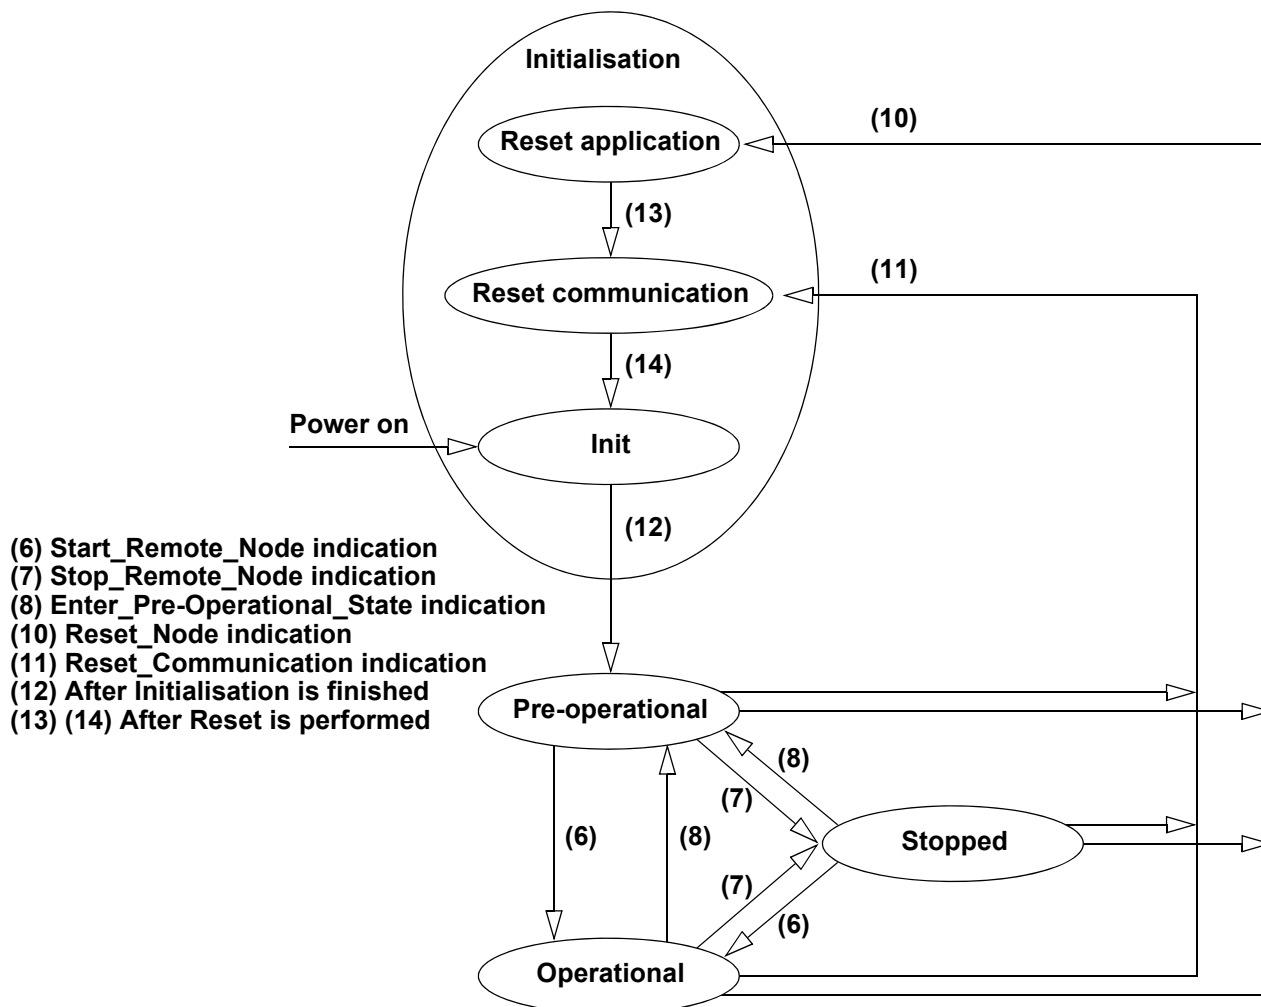 Initialisation
Reset application
(10)
(13)
Reset communication
(11)
(14)
Power on
Init
(12)
(6) Start_Remote_Node indication
(7) Stop_Remote_Node indication
(8) Enter_Pre-Operational_State indication
(10) Reset_Node indication
(11) Reset_Communication indication
(12) After Initialisation is finished
(13) (14) After Reset is performed
Pre-operational
(8)
(7)
(6)
(8)
Stopped
(7)
(6)
Operational